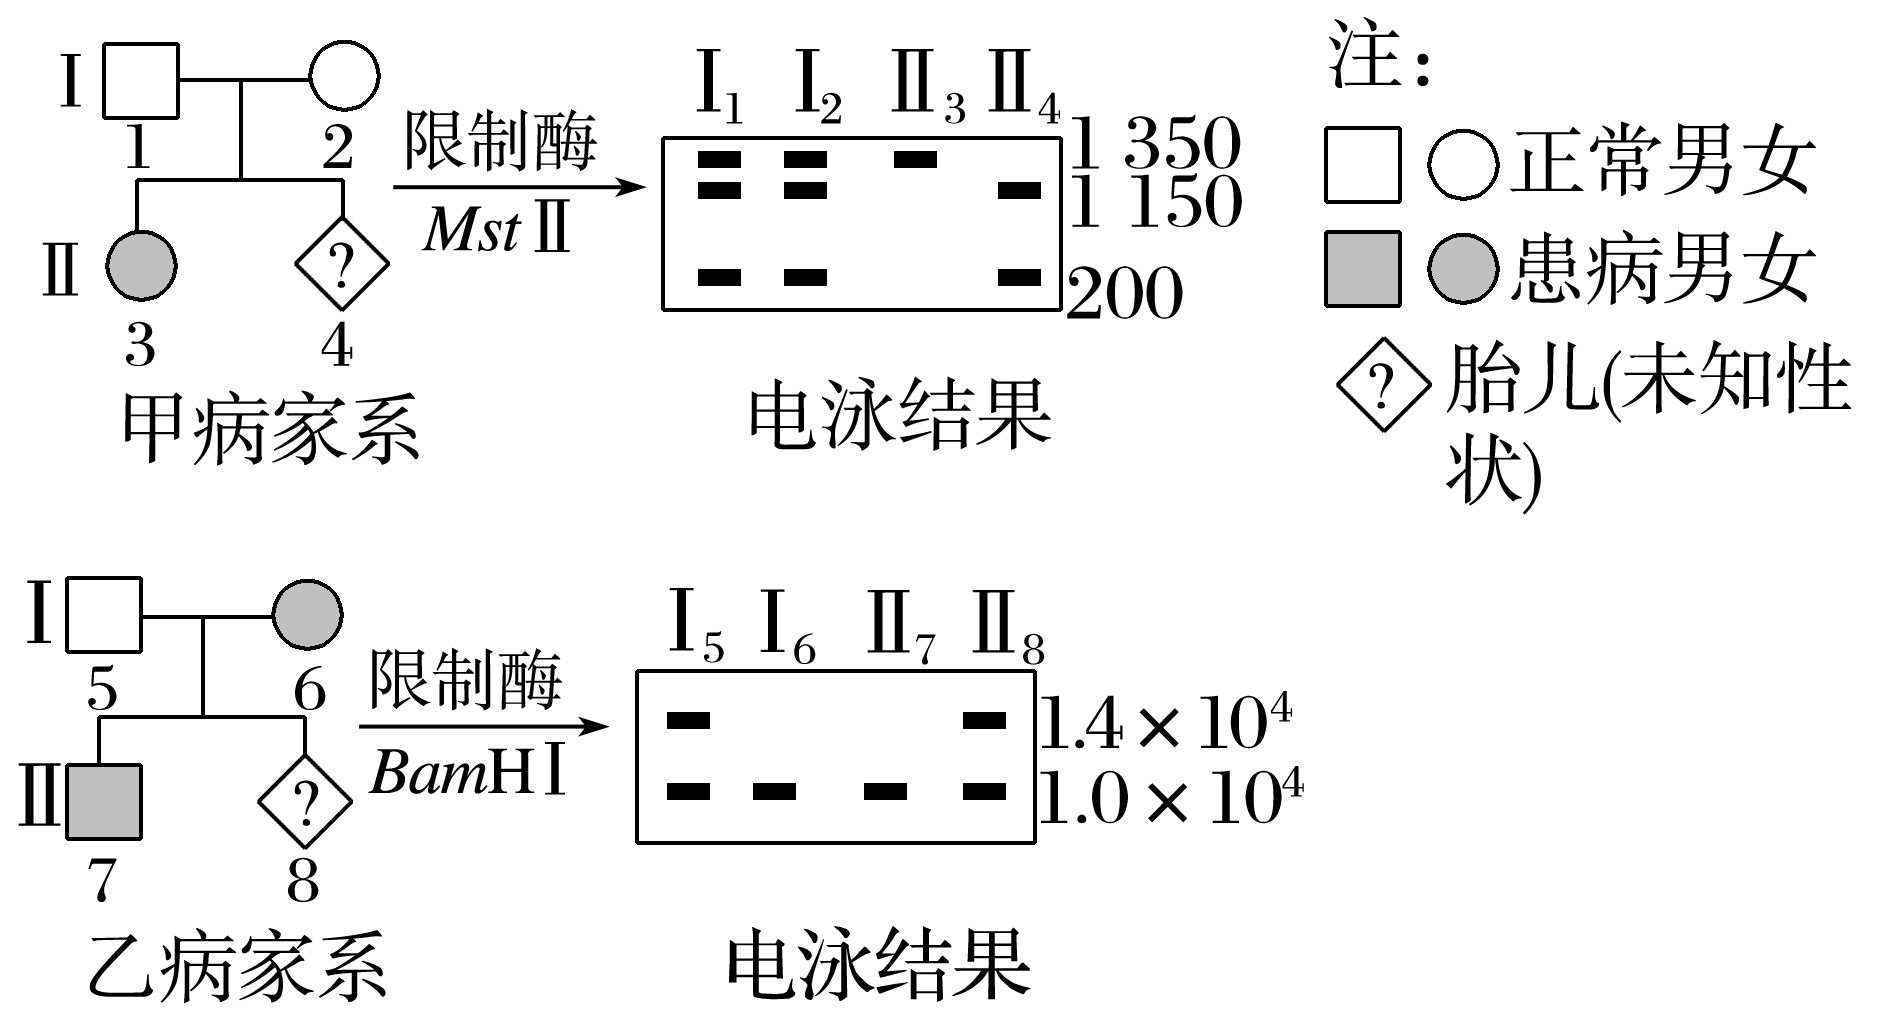 Ⅰ 1 2
Ⅱ ?
3 4
甲病家系
限制酶
MstⅡ
Ⅰ1 Ⅰ2 Ⅱ3 Ⅱ4
1 350
1 150
200
电泳结果
注：
正常男女
患病男女
? 胎儿(未知性
状)
Ⅰ 5 6
Ⅱ ?
7 8
乙病家系
限制酶
BamHⅠ
Ⅰ5 Ⅰ6 Ⅱ7 Ⅱ8
1.4×10⁴
1.0×10⁴
电泳结果